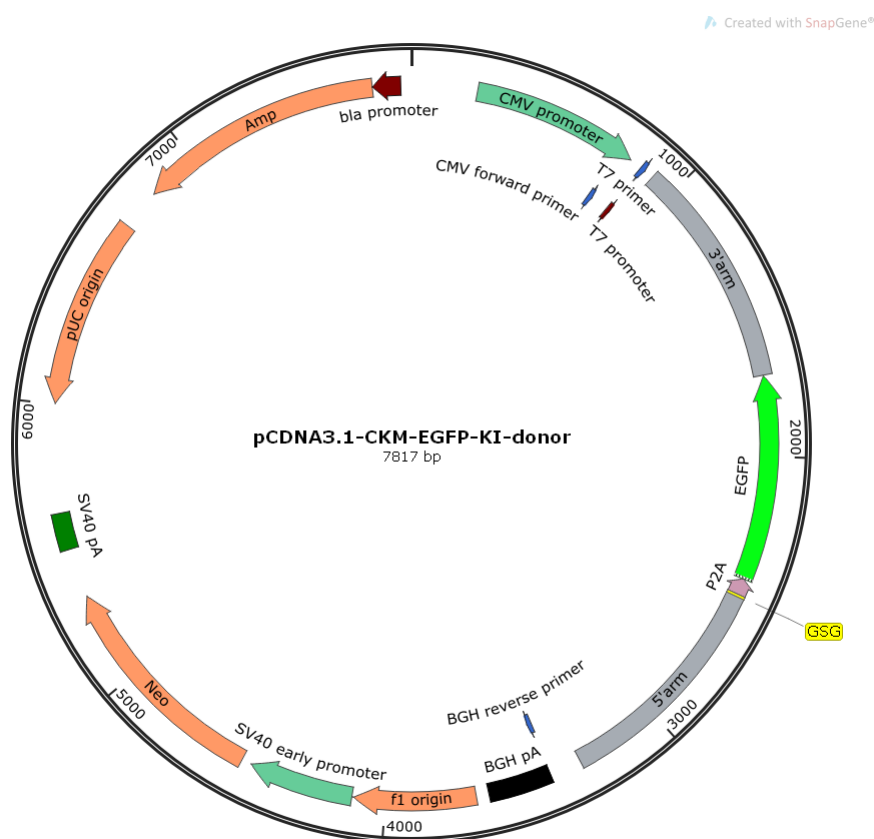 Created with SnapGene®
bla promoter
Amp
CMV promoter
7000
1000
T7 primer
CMV forward primer
T7 promoter
3'arm
pUC origin
6000
pCDNA3.1-CKM-EGFP-KI-donor
7817 bp
2000
EGFP
SV40 pA
P2A
GSG
5'arm
3000
BGH reverse primer
BGH pA
Neo
5000
SV40 early promoter
f1 origin
4000